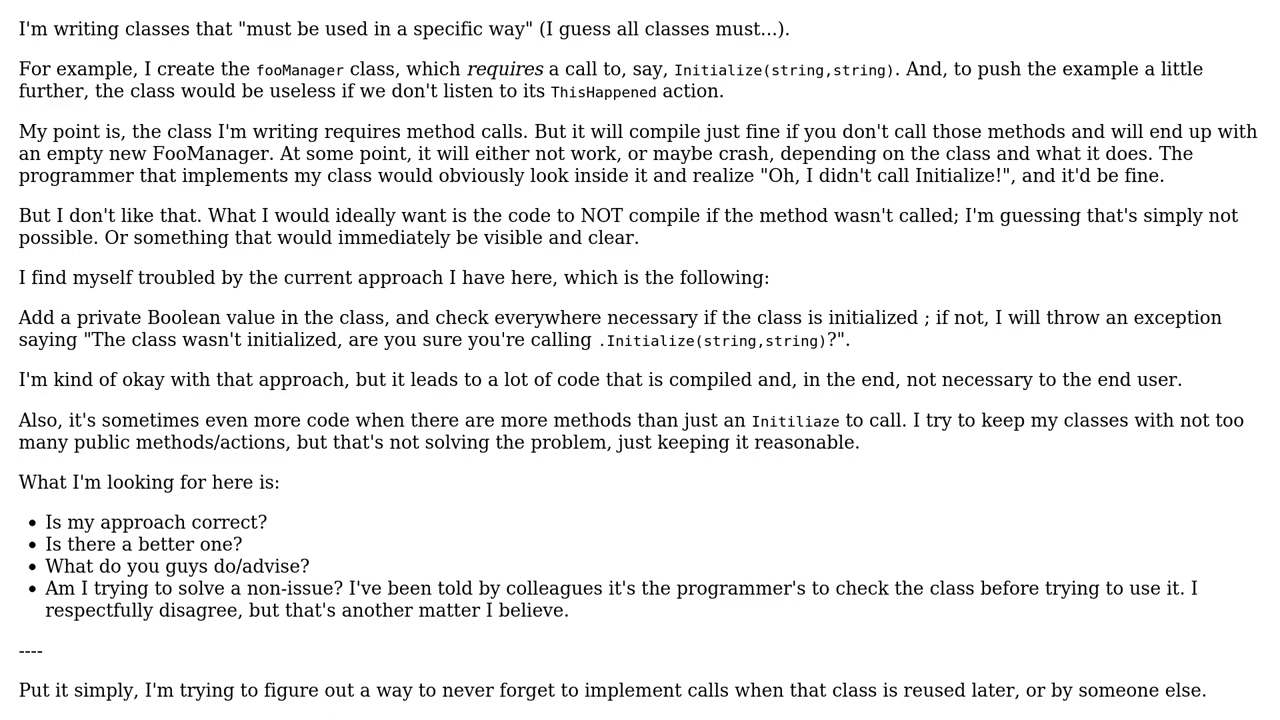 I'm writing classes that "must be used in a specific way" (I guess all classes must...).
For example, I create the fooManager class, which requires a call to, say, Initialize(string,string). And, to push the example a little
further, the class would be useless if we don't listen to its ThisHappened action.
My point is, the class I'm writing requires method calls. But it will compile just fine if you don't call those methods and will end up with
an empty new FooManager. At some point, it will either not work, or maybe crash, depending on the class and what it does. The
programmer that implements my class would obviously look inside it and realize "Oh, I didn't call Initialize!", and it'd be fine.
But I don't like that. What I would ideally want is the code to NOT compile if the method wasn't called; I'm guessing that's simply not
possible. Or something that would immediately be visible and clear.
I find myself troubled by the current approach I have here, which is the following:
Add a private Boolean value in the class, and check everywhere necessary if the class is initialized ; if not, I will throw an exception
saying "The class wasn't initialized, are you sure you're calling .Initialize(string,string)?".
I'm kind of okay with that approach, but it leads to a lot of code that is compiled and, in the end, not necessary to the end user.
Also, it's sometimes even more code when there are more methods than just an Initiliaze to call. I try to keep my classes with not too
many public methods/actions, but that's not solving the problem, just keeping it reasonable.
What I'm looking for here is:
• Is my approach correct?
• Is there a better one?
• What do you guys do/advise?
• Am I trying to solve a non-issue? I've been told by colleagues it's the programmer's to check the class before trying to use it. I
respectfully disagree, but that's another matter I believe.
----
Put it simply, I'm trying to figure out a way to never forget to implement calls when that class is reused later, or by someone else.